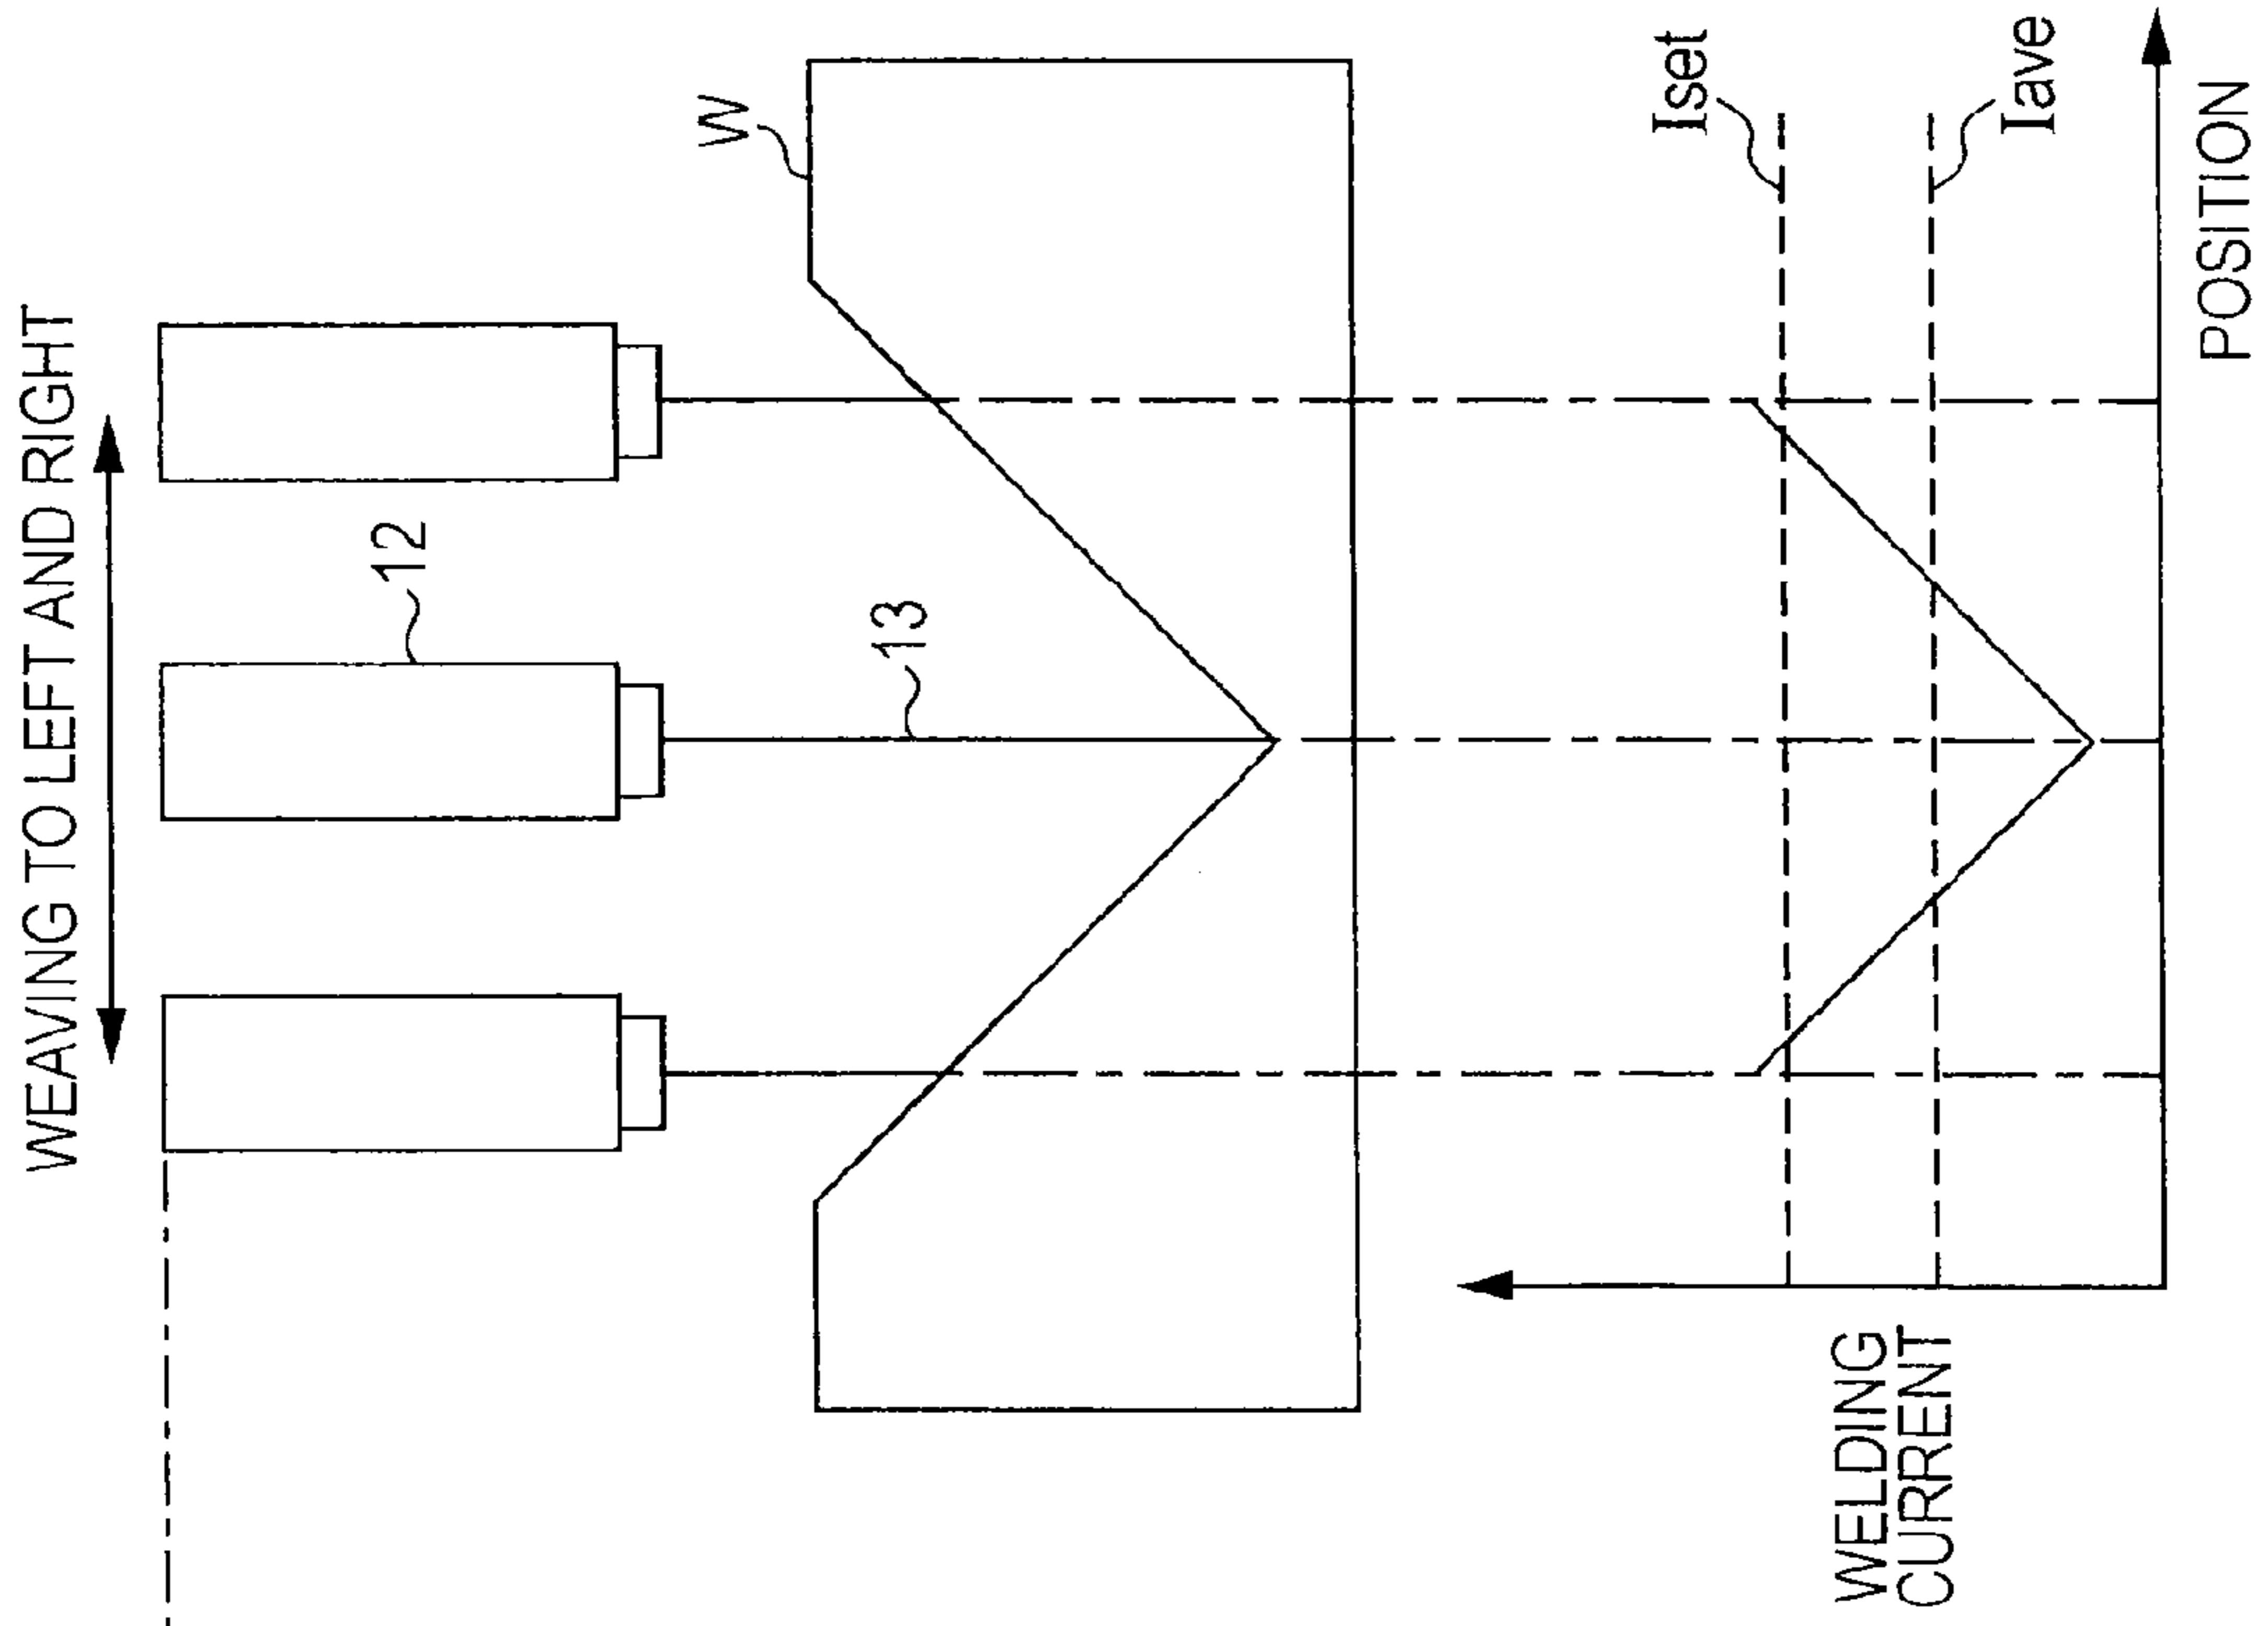 WEAVING TO LEFT AND RIGHT
12
13
W
Iset
Iave
WELDING
CURRENT
POSITION